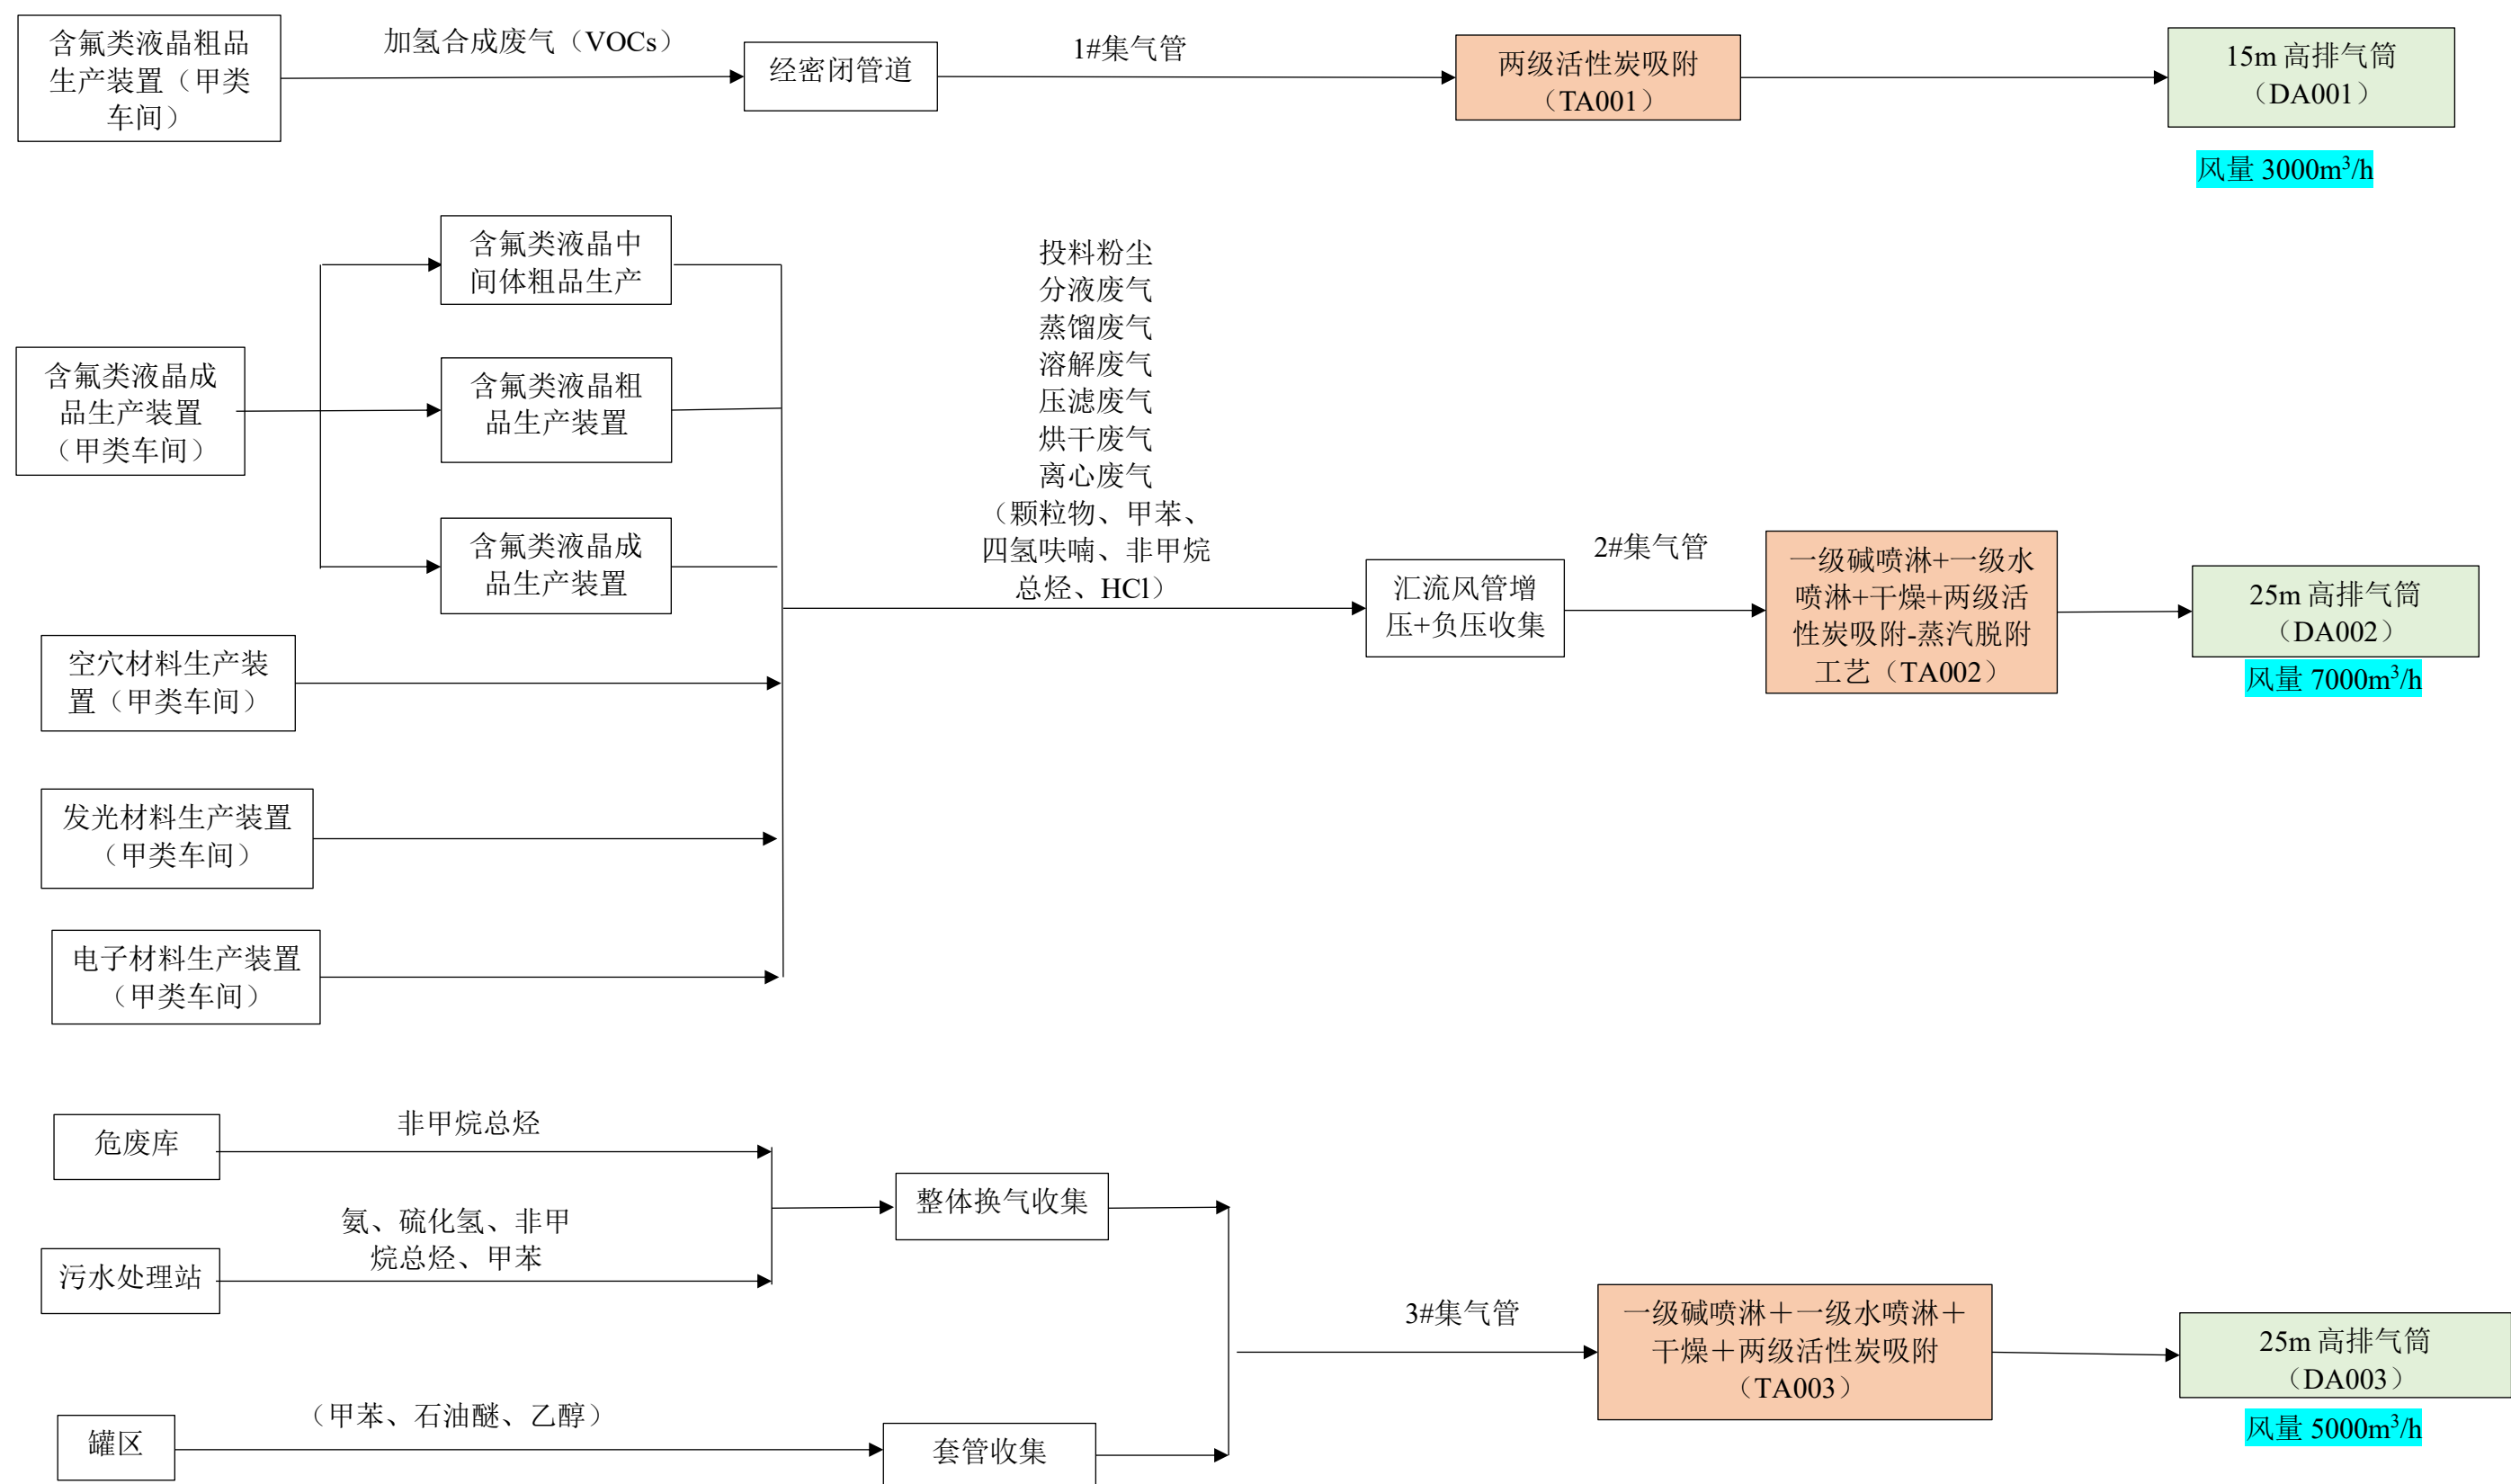 含氟类液晶粗品
生产装置（甲类
车间）
加氢合成废气（VOCs）
经密闭管道
1#集气管
两级活性炭吸附
（TA001）
15m高排气筒
（DA001）
风量 3000m³/h
含氟类液晶成
品生产装置
（甲类车间）
含氟类液晶中
间体粗品生产
含氟类液晶粗
品生产装置
含氟类液晶成
品生产装置
空穴材料生产装
置（甲类车间）
发光材料生产装置
（甲类车间）
电子材料生产装置
（甲类车间）
投料粉尘
分液废气
蒸馏废气
溶解废气
压滤废气
烘干废气
离心废气
（颗粒物、甲苯、
四氢呋喃、非甲烷
总烃、HCl）
汇流风管增
压+负压收集
2#集气管
一级碱喷淋+一级水
喷淋+干燥+两级活
性炭吸附-蒸汽脱附
工艺（TA002）
25m高排气筒
（DA002）
风量 7000m³/h
危废库
非甲烷总烃
污水处理站
氨、硫化氢、非甲
烷总烃、甲苯
整体换气收集
罐区
（甲苯、石油醚、乙醇）
套管收集
3#集气管
一级碱喷淋＋一级水喷淋＋
干燥＋两级活性炭吸附
（TA003）
25m高排气筒
（DA003）
风量 5000m³/h